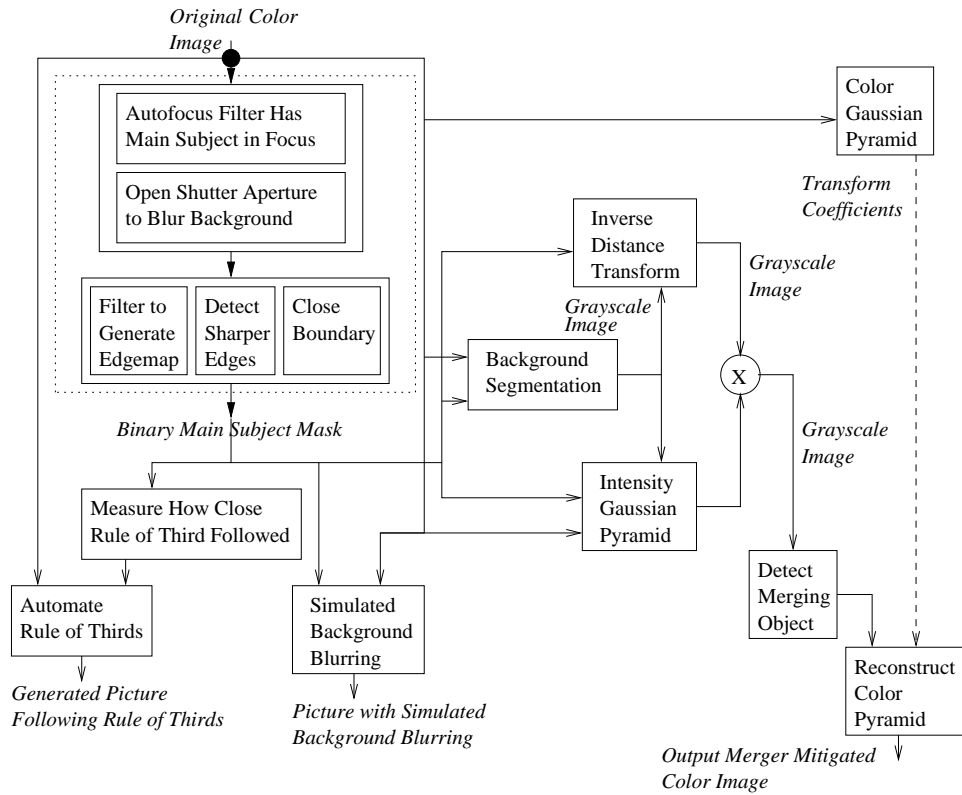 Original Color
Image
Autofocus Filter Has
Main Subject in Focus
Open Shutter Aperture
to Blur Background
Filter to
Generate
Edgemap
Detect
Sharper
Edges
Close
Boundary
Binary Main Subject Mask
Measure How Close
Rule of Third Followed
Automate
Rule of Thirds
Generated Picture
Following Rule of Thirds
Simulated
Background
Blurring
Picture with Simulated
Background Blurring
Background
Segmentation
Grayscale
Image
Inverse
Distance
Transform
Intensity
Gaussian
Pyramid
Grayscale
Image
X
Grayscale
Image
Color
Gaussian
Pyramid
Transform
Coefficients
Detect
Merging
Object
Reconstruct
Color
Pyramid
Output Merger Mitigated
Color Image